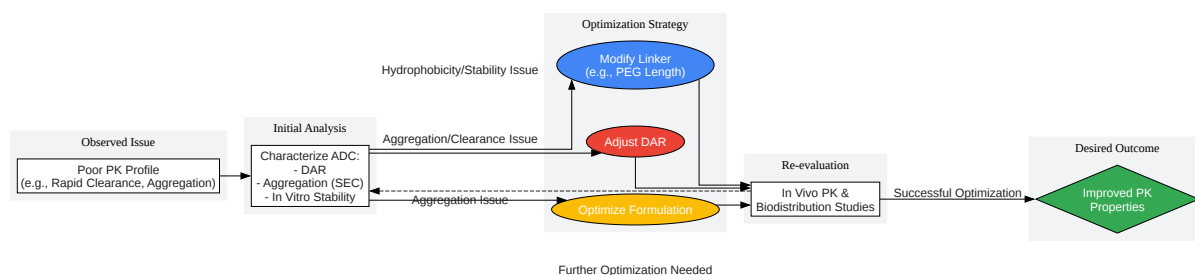 Observed Issue
Poor PK Profile
(e.g., Rapid Clearance, Aggregation)
Initial Analysis
Characterize ADC:
- DAR
- Aggregation (SEC)
- In Vitro Stability
Hydrophobicity/Stability Issue
Aggregation/Clearance Issue
Aggregation Issue
Optimization Strategy
Modify Linker
(e.g., PEG Length)
Adjust DAR
Optimize Formulation
Further Optimization Needed
Re-evaluation
In Vivo PK &
Biodistribution Studies
Successful Optimization
Desired Outcome
Improved PK
Properties